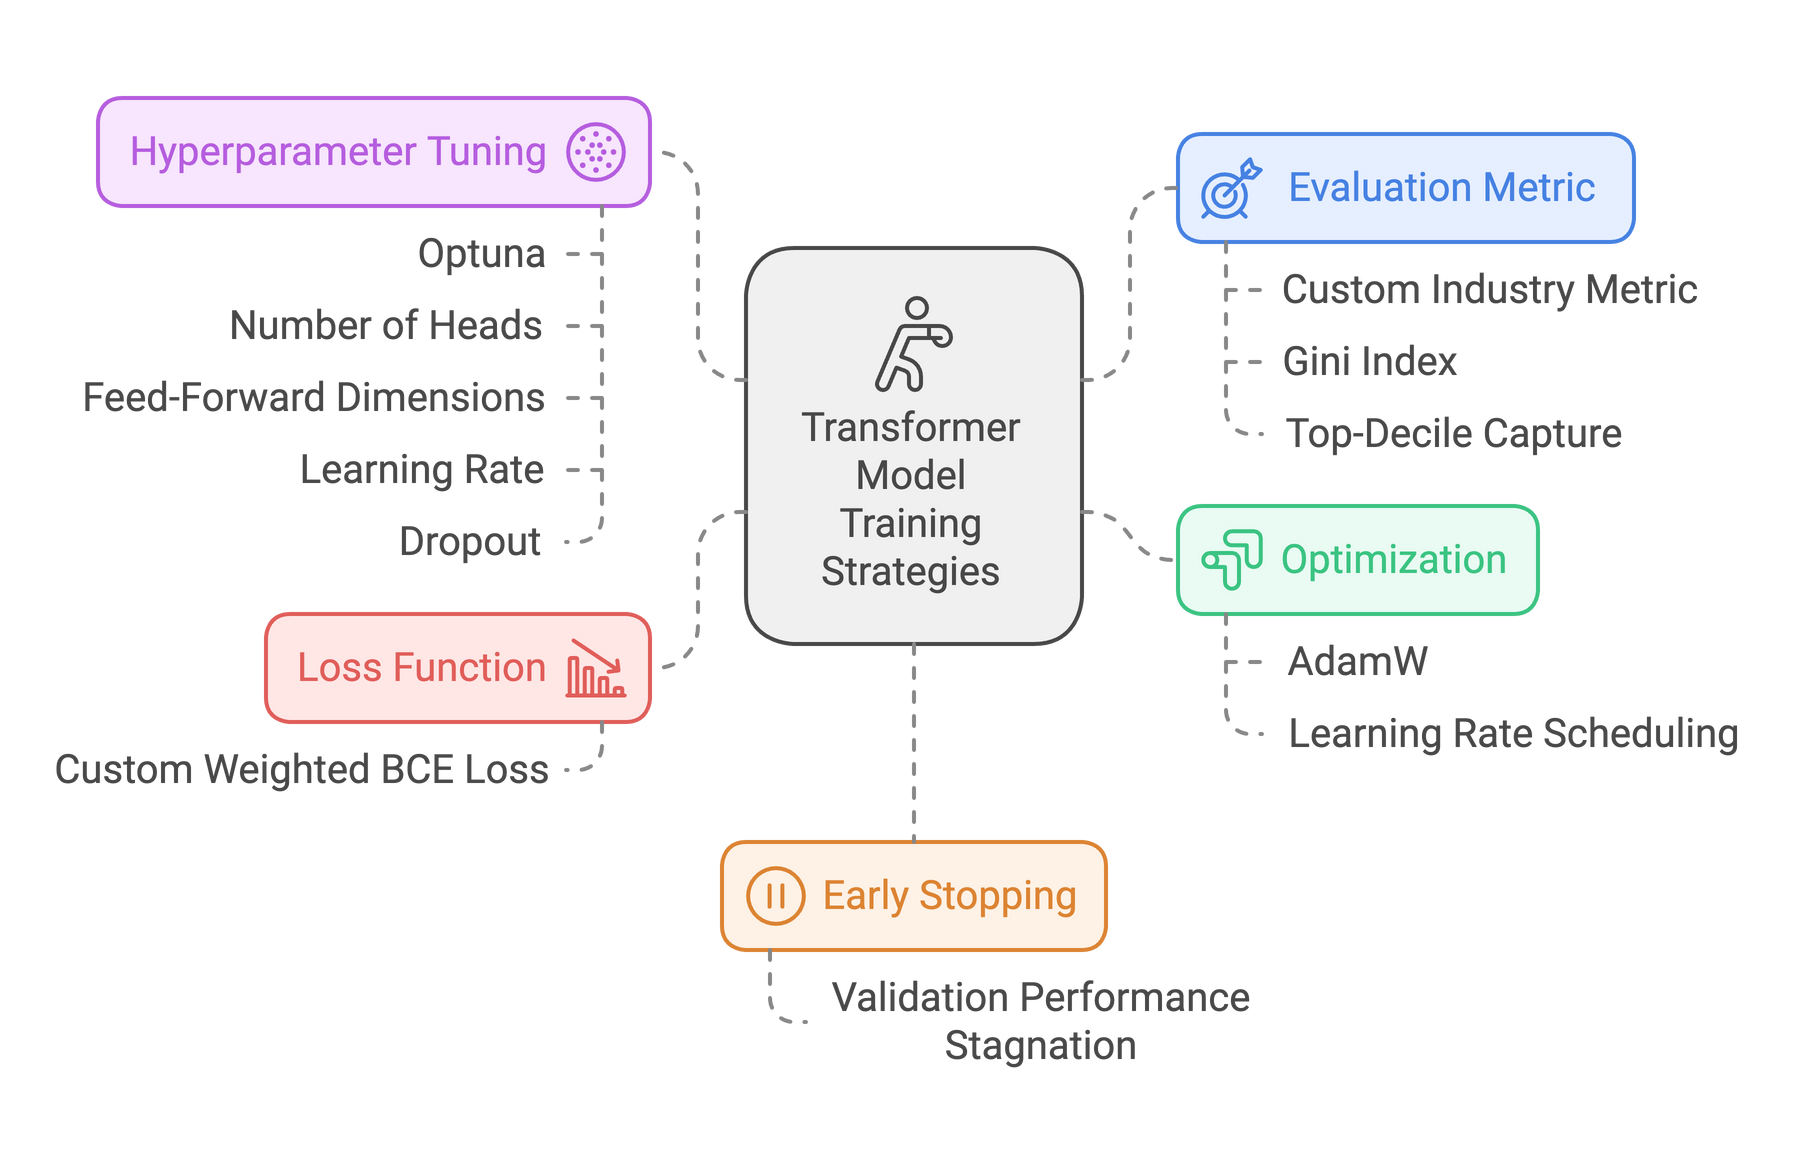 Hyperparameter Tuning
Optuna
Number of Heads
Feed-Forward Dimensions
Learning Rate
Dropout
Loss Function
Custom Weighted BCE Loss
Transformer
Model
Training
Strategies
Evaluation Metric
Custom Industry Metric
Gini Index
Top-Decile Capture
Optimization
AdamW
Learning Rate Scheduling
Early Stopping
Validation Performance
Stagnation